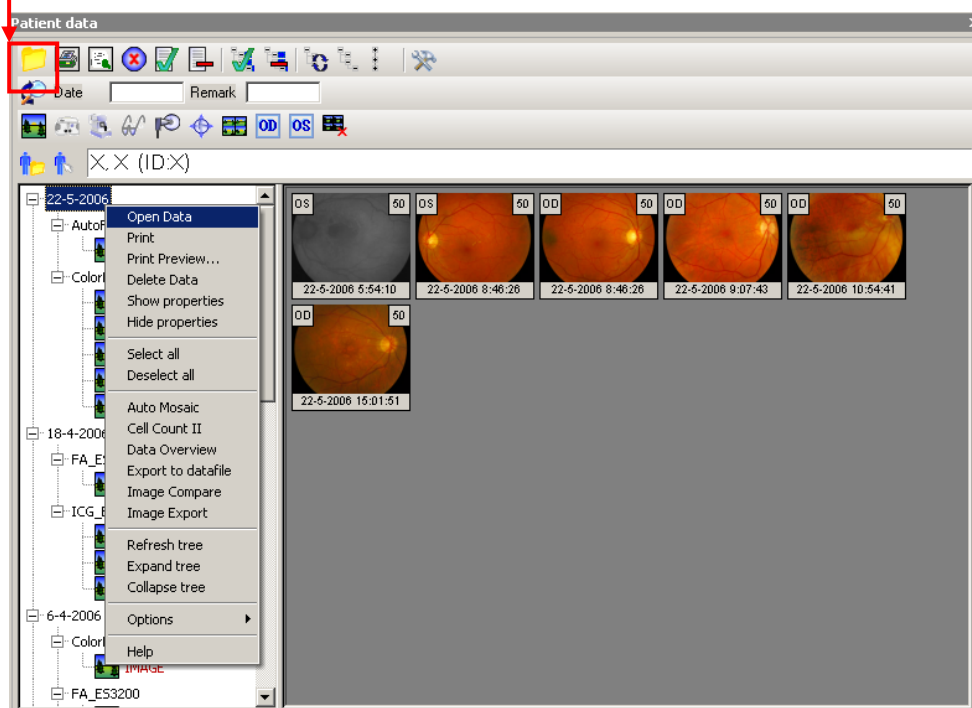 Patient data
Date
Remark
OD
OS
X, X (ID:X)
22-5-2006
Open Data
Print
Print Preview...
Delete Data
Show properties
Hide properties
Select all
Deselect all
Auto Mosaic
Cell Count II
Data Overview
Export to datafile
Image Compare
Image Export
Refresh tree
Expand tree
Collapse tree
Options
Help
18-4-2006
6-4-2006
IMAGE
FA_ES3200
OS 50
22-5-2006 5:54:10
OS 50
22-5-2006 8:46:26
OD 50
22-5-2006 8:46:26
OD 50
22-5-2006 9:07:43
OD 50
22-5-2006 10:54:41
OD 50
22-5-2006 15:01:51